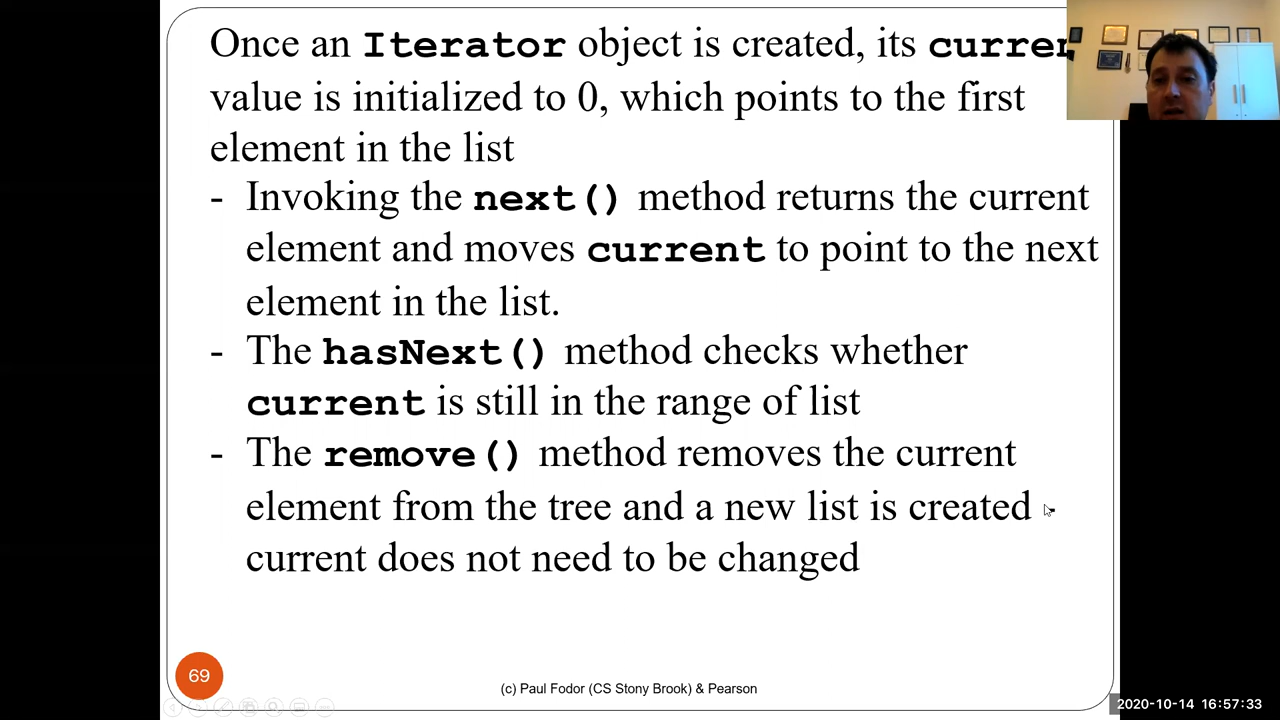 Once an Iterator object is created, its curren
value is initialized to 0, which points to the first
element in the list
- Invoking the next() method returns the current
element and moves current to point to the next
element in the list.
- The hasNext() method checks whether
current is still in the range of list
- The remove() method removes the current
element from the tree and a new list is created -
current does not need to be changed
69
(c) Paul Fodor (CS Stony Brook) & Pearson
2020-10-14 16:57:33